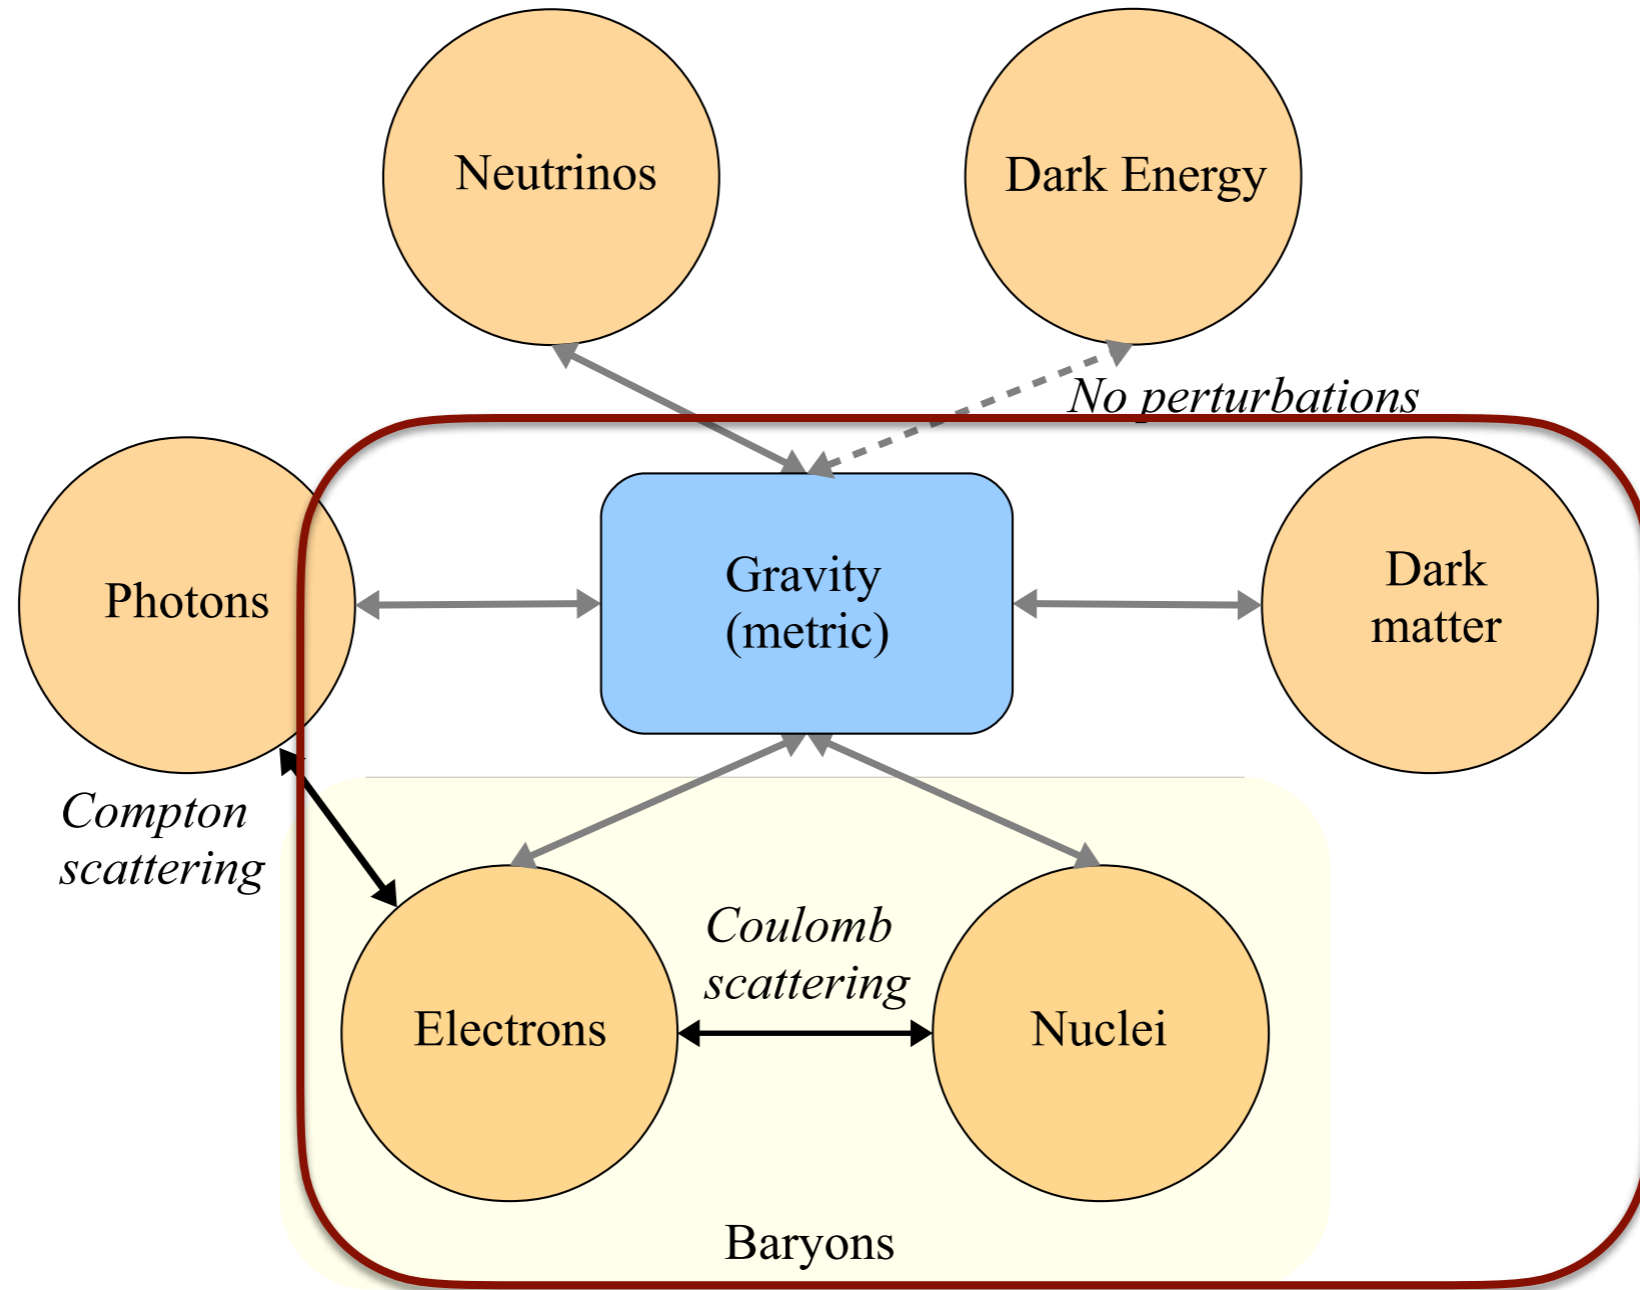 Neutrinos
Dark Energy
No perturbations
Photons
Gravity
(metric)
Dark
matter
Compton
scattering
Coulomb
scattering
Electrons
Nuclei
Baryons